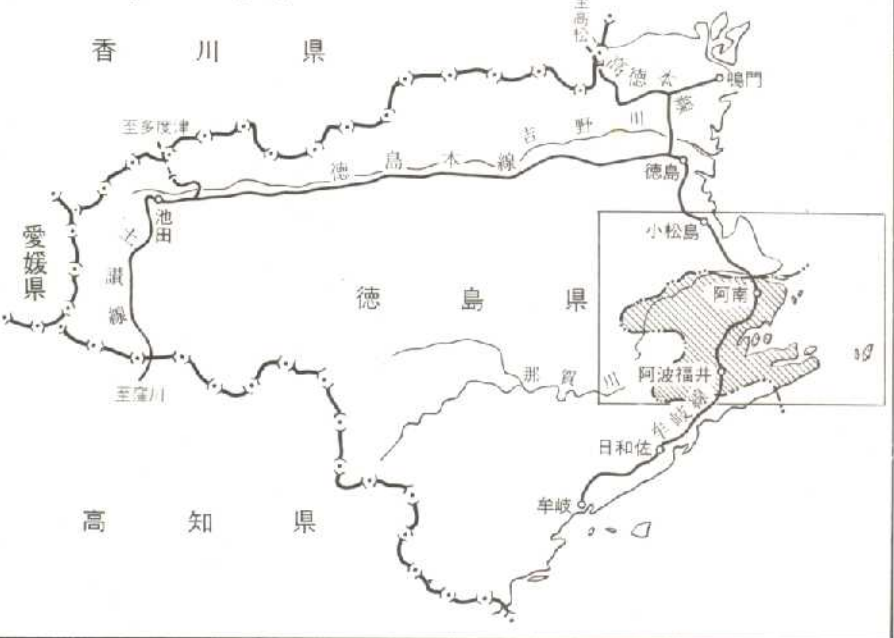 至高松
香川県
高徳本線
鳴門
至多度津
吉野川
徳島本線
徳島
池田
小松島
土讃線
愛媛県
徳島県
阿南
那賀川
阿波福井
至窪川
牟岐線
日和佐
牟岐
高知県